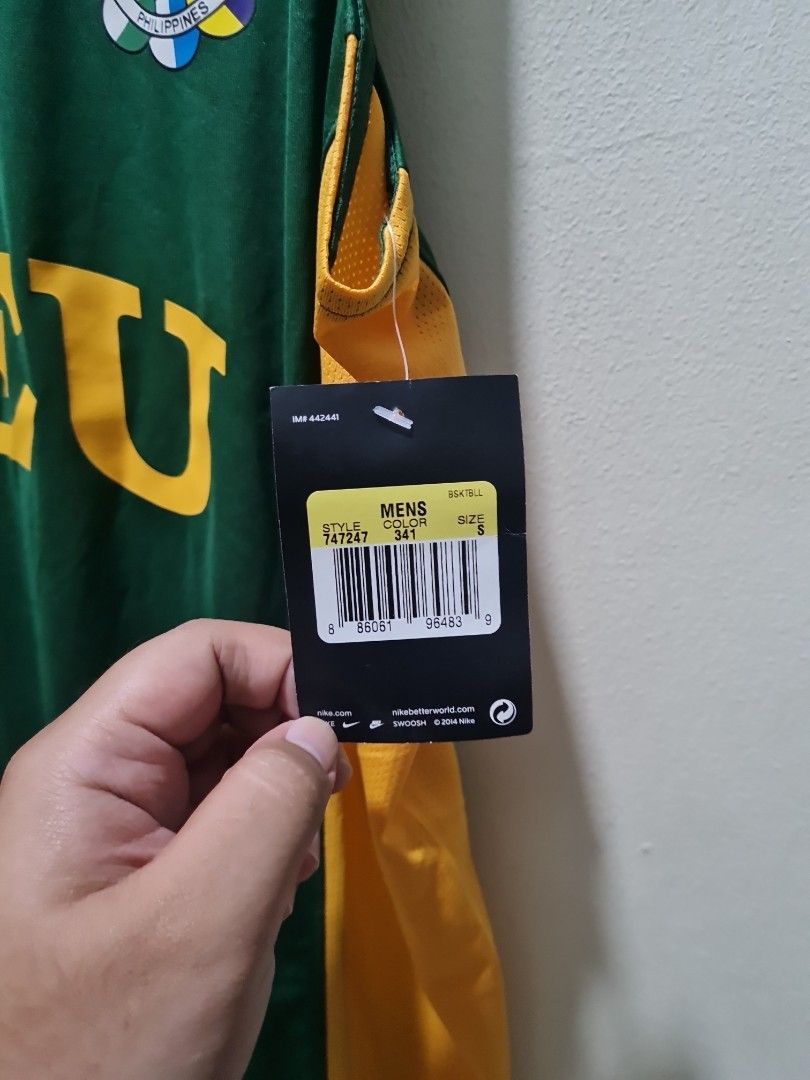 PHILIPPINES
EU
IM# 442441
BSKTBLL
MENS
STYLE COLOR SIZE
747247 341 S
8 86061 96483 9
nike.com nikebetterworld.com
SWOOSH © 2014 Nike